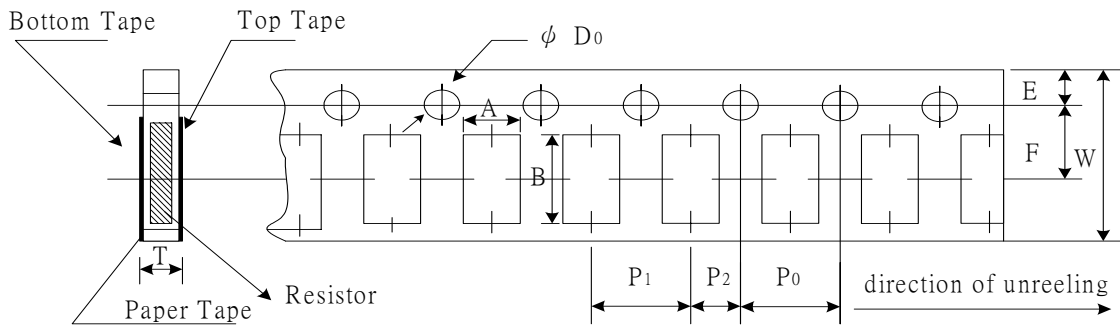 Bottom Tape
Top Tape
ϕ D₀
A
B
E
F
W
T
P₁
P₂
P₀
Resistor
Paper Tape
direction of unreeling